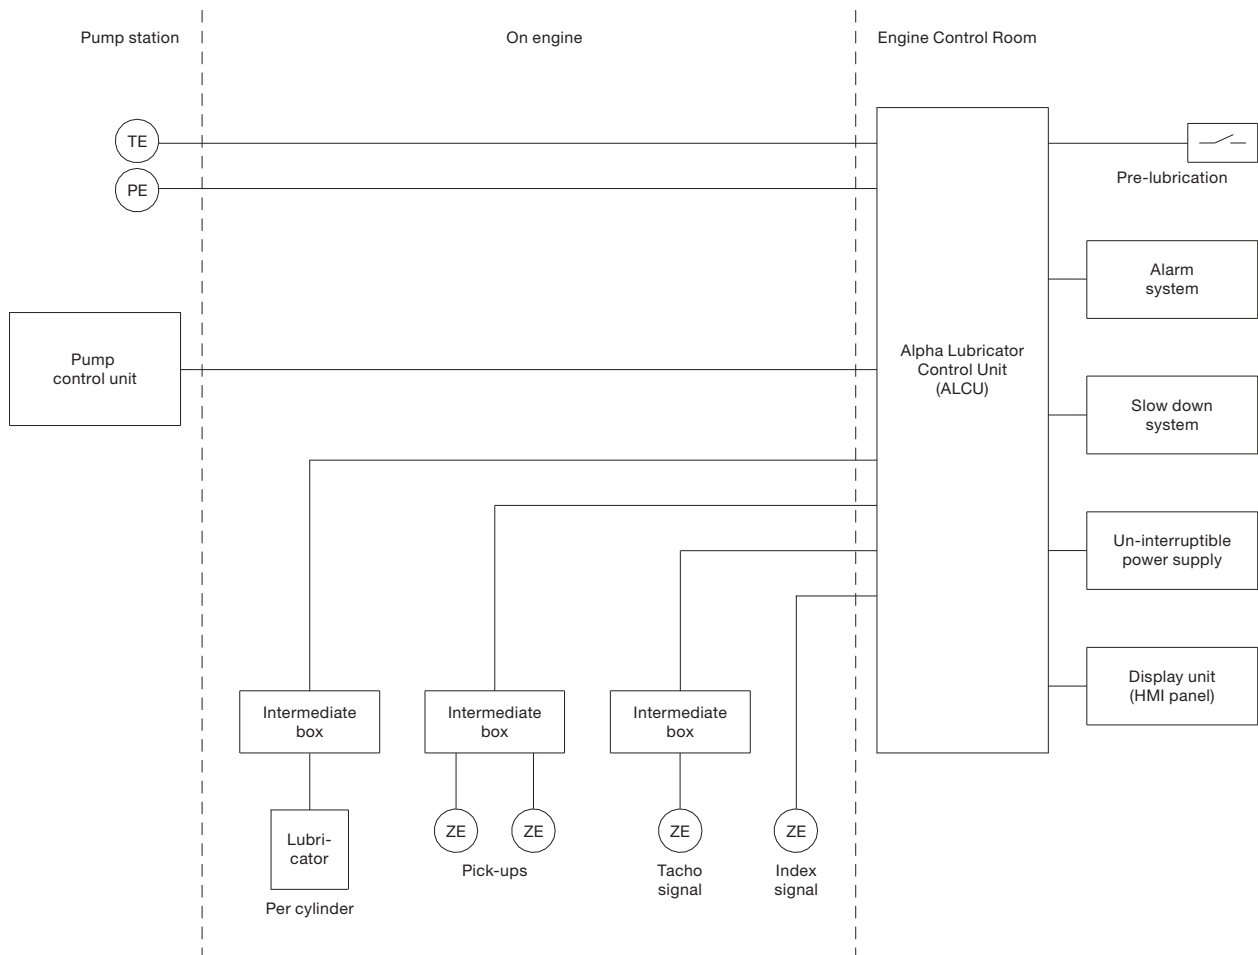 Pump station
On engine
Engine Control Room
TE
PE
Pre-lubrication
Alarm
system
Pump
control unit
Alpha Lubricator
Control Unit
(ALCU)
Slow down
system
Un-interruptible
power supply
Display unit
(HMI panel)
Intermediate
box
Intermediate
box
Intermediate
box
Lubri-
cator
Per cylinder
ZE
ZE
Pick-ups
ZE
Tacho
signal
ZE
Index
signal